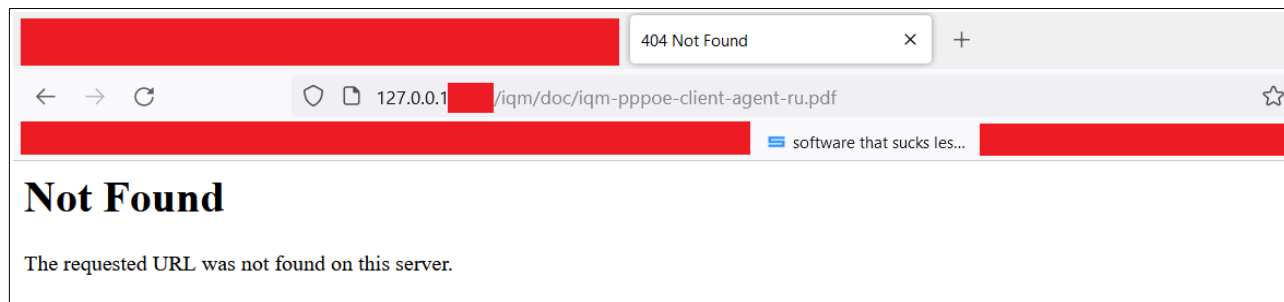 404 Not Found
127.0.0.1 /iqm/doc/iqm-pppoe-client-agent-ru.pdf
software that sucks les...
Not Found
The requested URL was not found on this server.